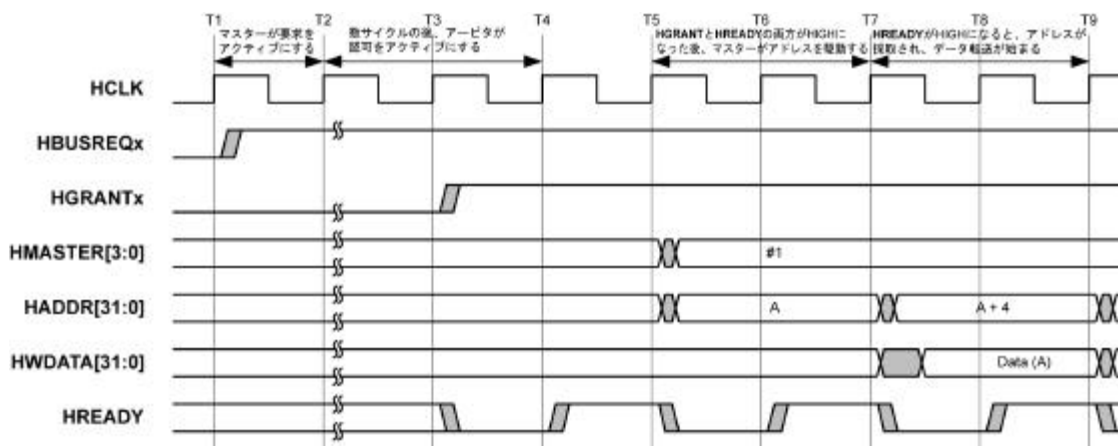 T1 T2 T3 T4 T5 T6 T7 T8 T9
マスターが要求を
アクティブにする
数サイクルの後、アービタが
認可をアクティブにする
HGRANTとHREADYの両方がHIGHに
なった後、マスターがアドレスを駆動する
HREADYがHIGHになると、アドレスが
採取され、データ転送が始まる
HCLK
HBUSREQx
HGRANTx
HMASTER[3:0]
#1
HADDR[31:0]
A
A + 4
HWDATA[31:0]
Data (A)
HREADY